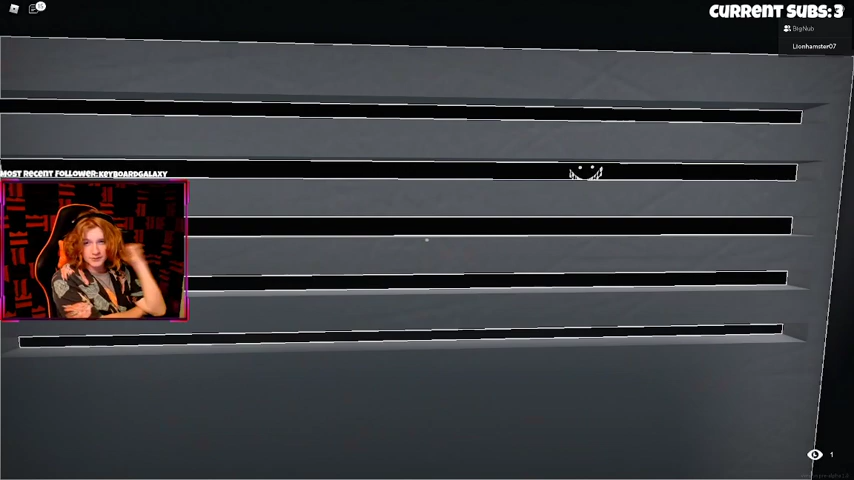 CURRENT SUBS: 3
BigNub
Lionhamster07
MOST RECENT FOLLOWER: KEYBOARDGALAXY
1